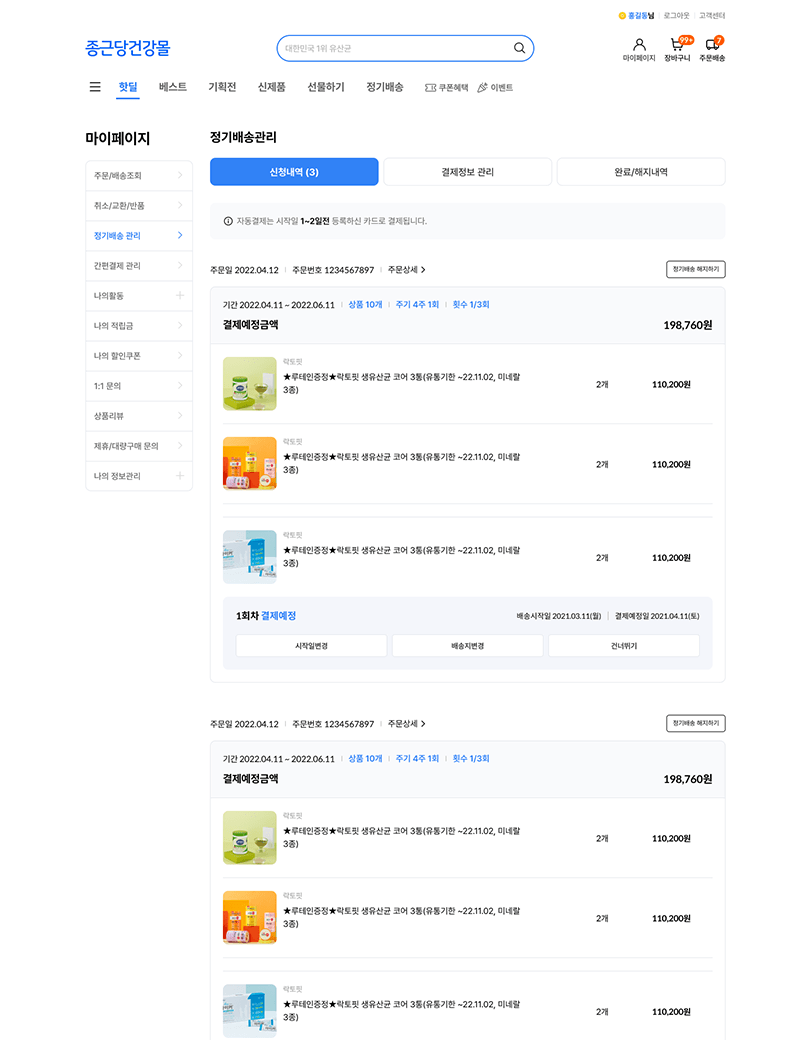 홍길동님 로그아웃 고객센터
종근당건강몰
대한민국 1위 유산균
99+
7
마이페이지 장바구니 주문배송
핫딜 베스트 기획전 신제품 선물하기 정기배송 쿠폰혜택 이벤트
마이페이지
주문/배송조회
취소/교환/반품
정기배송 관리
간편결제 관리
나의활동
나의 적립금
나의 할인쿠폰
1:1 문의
상품리뷰
제휴/대량구매 문의
나의 정보관리
정기배송관리
신청내역 (3) 결제정보 관리 완료/해지내역
자동결제는 시작일 1~2일전 등록하신 카드로 결제됩니다.
주문일 2022.04.12 주문번호 1234567897 주문상세
정기배송 해지하기
기간 2022.04.11 ~ 2022.06.11 상품 10개 주기 4주 1회 횟수 1/3회
결제예정금액 198,760원
락토핏
★루테인증정★락토핏 생유산균 코어 3통(유통기한 ~22.11.02, 미네랄
3종)
2개 110,200원
락토핏
★루테인증정★락토핏 생유산균 코어 3통(유통기한 ~22.11.02, 미네랄
3종)
2개 110,200원
락토핏
★루테인증정★락토핏 생유산균 코어 3통(유통기한 ~22.11.02, 미네랄
3종)
2개 110,200원
1회차 결제예정 배송시작일 2021.03.11(월) 결제예정일 2021.04.11(토)
시작일변경 배송지변경 건너뛰기
주문일 2022.04.12 주문번호 1234567897 주문상세
정기배송 해지하기
기간 2022.04.11 ~ 2022.06.11 상품 10개 주기 4주 1회 횟수 1/3회
결제예정금액 198,760원
락토핏
★루테인증정★락토핏 생유산균 코어 3통(유통기한 ~22.11.02, 미네랄
3종)
2개 110,200원
락토핏
★루테인증정★락토핏 생유산균 코어 3통(유통기한 ~22.11.02, 미네랄
3종)
2개 110,200원
락토핏
★루테인증정★락토핏 생유산균 코어 3통(유통기한 ~22.11.02, 미네랄
3종)
2개 110,200원